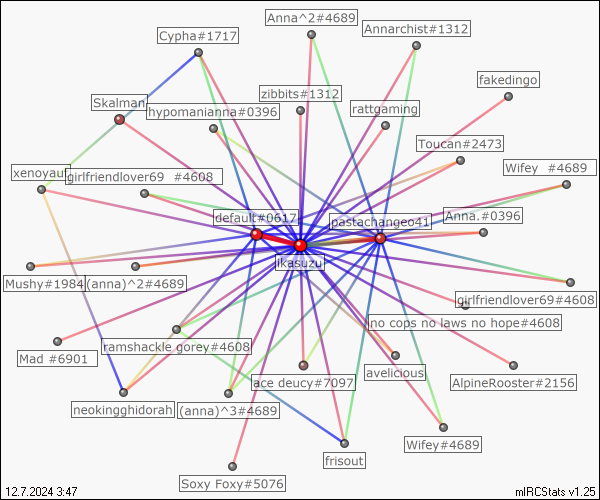 Anna^2#4689
Annarchist#1312
Cypha#1717
fakedingo
zibbits#1312
Skalman
hypomanianna#0396
rattgaming
Toucan#2473
xenoyaut
girlfriendlover69 #4608
Wifey #4689
default#0617
pastachangeo41
Anna.#0396
ikasuzu
Mushy#1984
(anna)^2#4689
girlfriendlover69#4608
no cops no laws no hope#4608
Mad #6901
ramshackle gorey#4608
avelicious
ace deucy#7097
AlpineRooster#2156
neokingghidorah
(anna)^3#4689
Wifey#4689
frisout
Soxy Foxy#5076
12.7.2024 3:47
mIRCStats v1.25